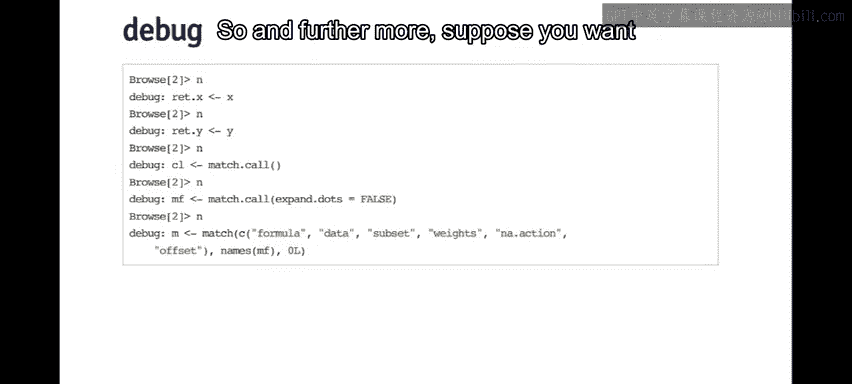 debug
So and further more, suppose you want
Browse[2]> n
debug: ret.x <- x
Browse[2]> n
debug: ret.y <- y
Browse[2]> n
debug: cl <- match.call()
Browse[2]> n
debug: mf <- match.call(expand.dots = FALSE)
Browse[2]> n
debug: m <- match(c("formula", "data", "subset", "weights", "na.action",
"offset"), names(mf), 0L)